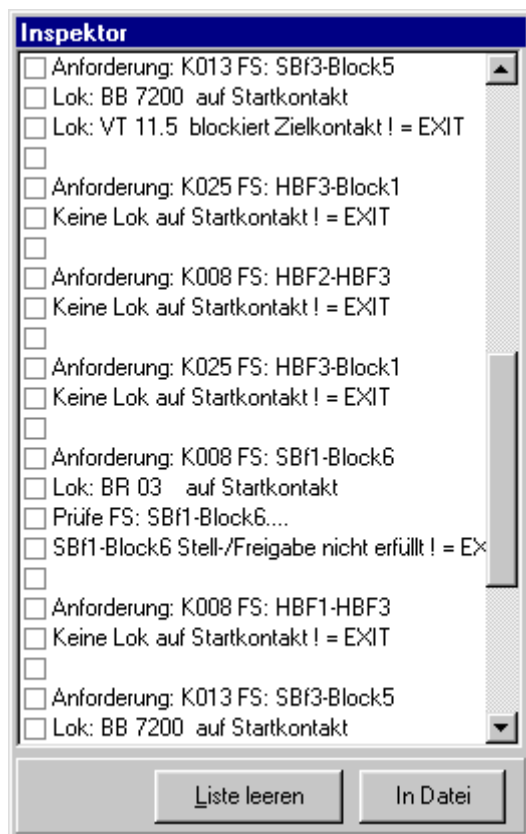 Inspektor
Anforderung: K013 FS: SBf3-Block5
Lok: BB 7200 auf Startkontakt
Lok: VT 11.5 blockiert Zielkontakt ! = EXIT
Anforderung: K025 FS: HBF3-Block1
Keine Lok auf Startkontakt ! = EXIT
Anforderung: K008 FS: HBF2-HBF3
Keine Lok auf Startkontakt ! = EXIT
Anforderung: K025 FS: HBF3-Block1
Keine Lok auf Startkontakt ! = EXIT
Anforderung: K008 FS: SBf1-Block6
Lok: BR 03 auf Startkontakt
Prüfe FS: SBf1-Block6....
SBf1-Block6 Stell-/Freigabe nicht erfüllt ! = EX
Anforderung: K008 FS: HBF1-HBF3
Keine Lok auf Startkontakt ! = EXIT
Anforderung: K013 FS: SBf3-Block5
Lok: BB 7200 auf Startkontakt
Liste leeren
In Datei